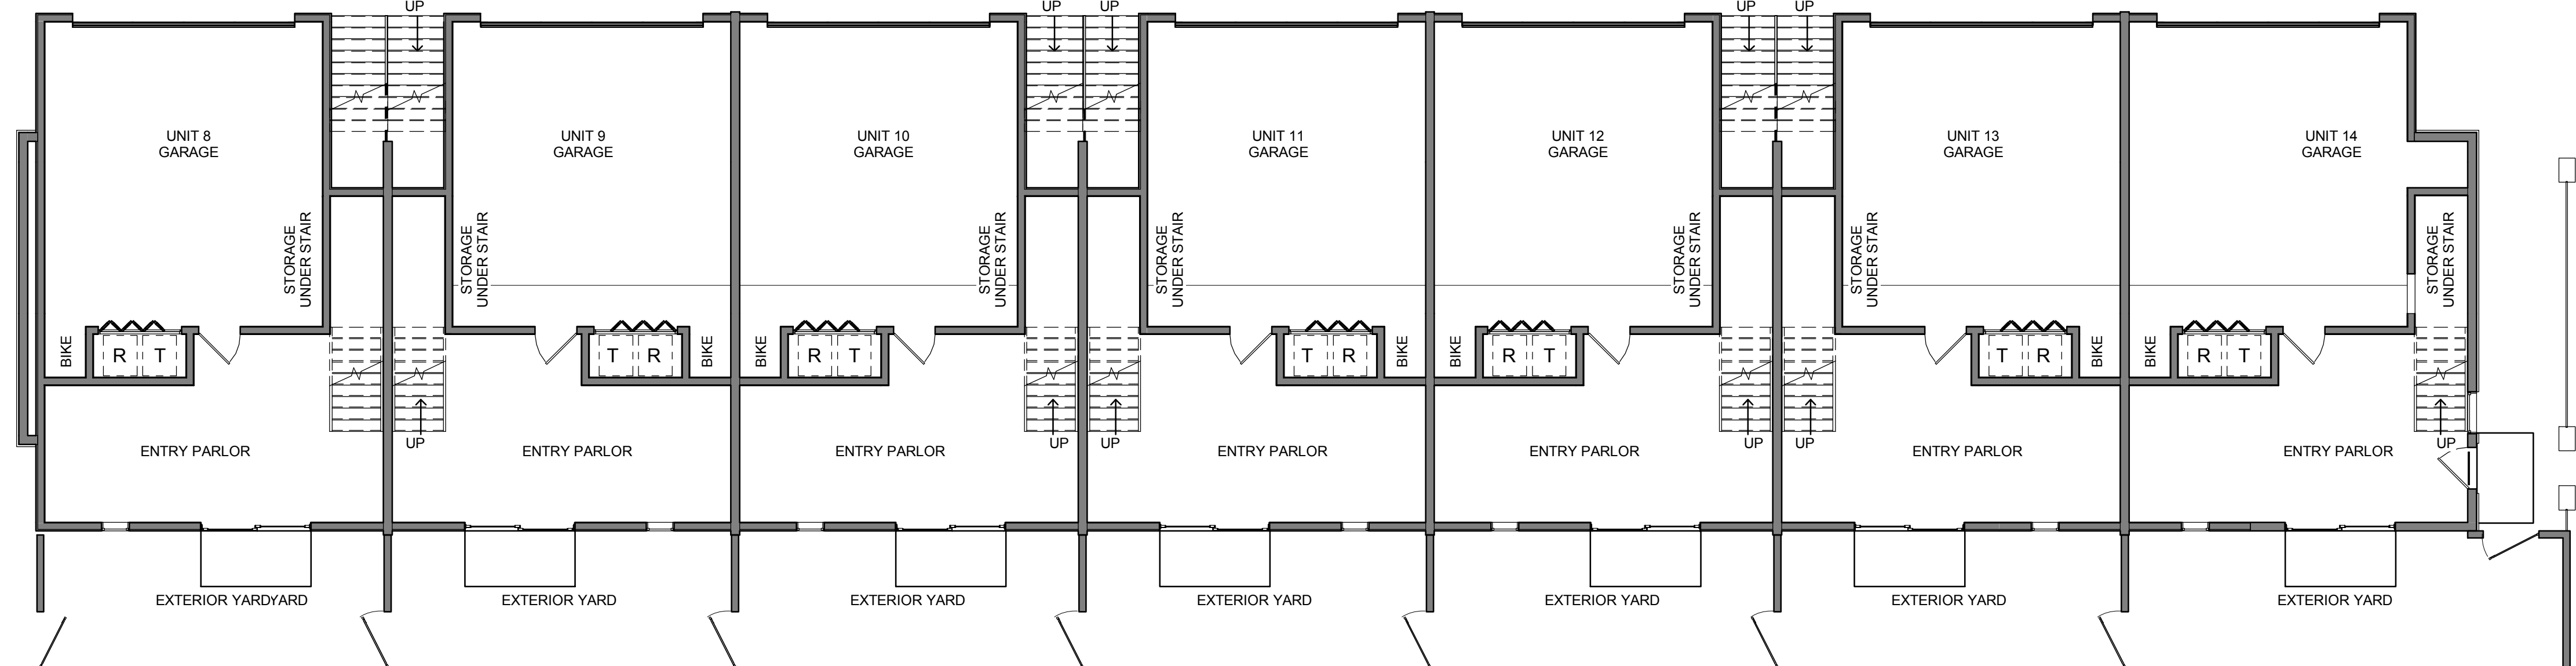 UP
UP
UP
UP
UP
UNIT 8
GARAGE
UNIT 9
GARAGE
UNIT 10
GARAGE
UNIT 11
GARAGE
UNIT 12
GARAGE
UNIT 13
GARAGE
UNIT 14
GARAGE
STORAGE
UNDER STAIR
STORAGE
UNDER STAIR
STORAGE
UNDER STAIR
STORAGE
UNDER STAIR
STORAGE
UNDER STAIR
STORAGE
UNDER STAIR
STORAGE
UNDER STAIR
BIKE
R T
T R
BIKE
BIKE
R T
T R
BIKE
BIKE
R T
T R
BIKE
BIKE
R T
UP
UP
UP
UP
UP
UP
ENTRY PARLOR
ENTRY PARLOR
ENTRY PARLOR
ENTRY PARLOR
ENTRY PARLOR
ENTRY PARLOR
ENTRY PARLOR
EXTERIOR YARDYARD
EXTERIOR YARD
EXTERIOR YARD
EXTERIOR YARD
EXTERIOR YARD
EXTERIOR YARD
EXTERIOR YARD